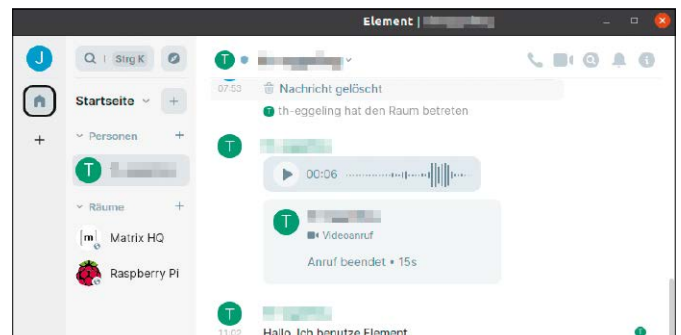 Element |
J
Strg K
T
07:53 Nachricht gelöscht
Startseite
T th-eggeling hat den Raum betreten
Personen
T
T
00:06
T
Videoanruf
Räume
[m] Matrix HQ
Anruf beendet • 15s
Raspberry Pi
T
11:02 Hallo, Ich benutze Element